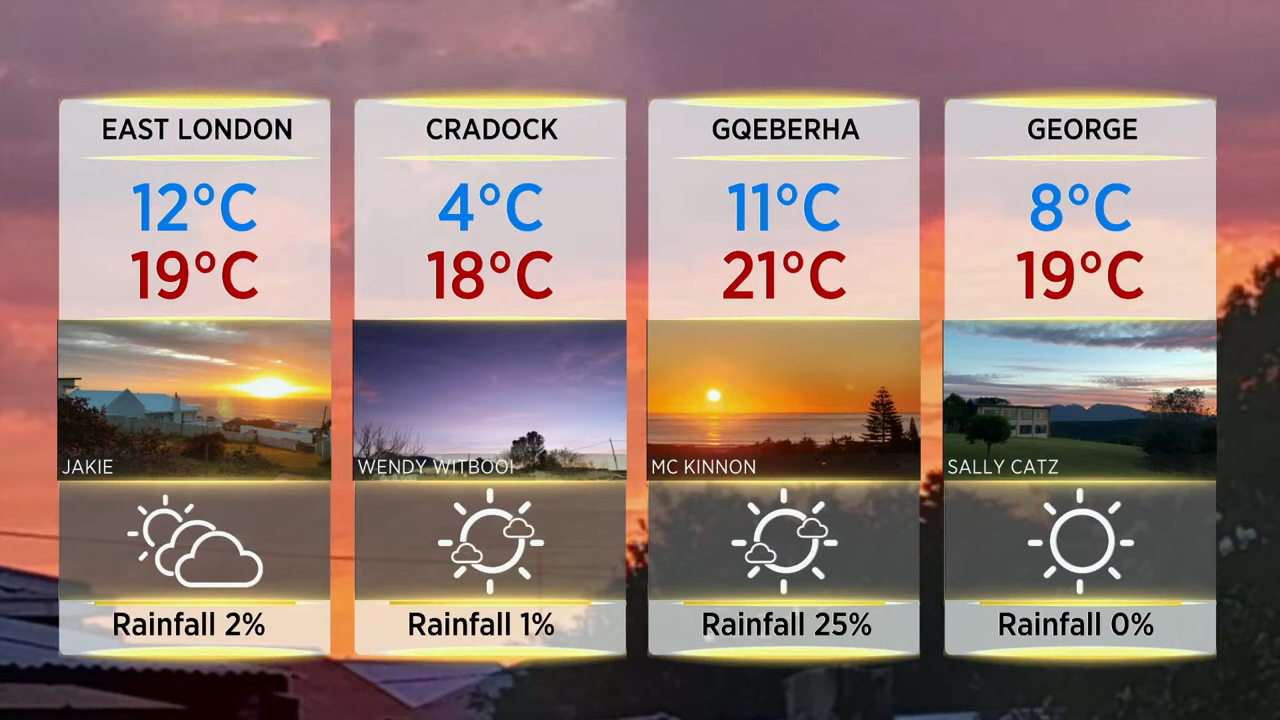 EAST LONDON
12°C
19°C
JAKIE
Rainfall 2%
CRADOCK
4°C
18°C
WENDY WITBOOI
Rainfall 1%
GQEBERHA
11°C
21°C
MC KINNON
Rainfall 25%
GEORGE
8°C
19°C
SALLY CATZ
Rainfall 0%